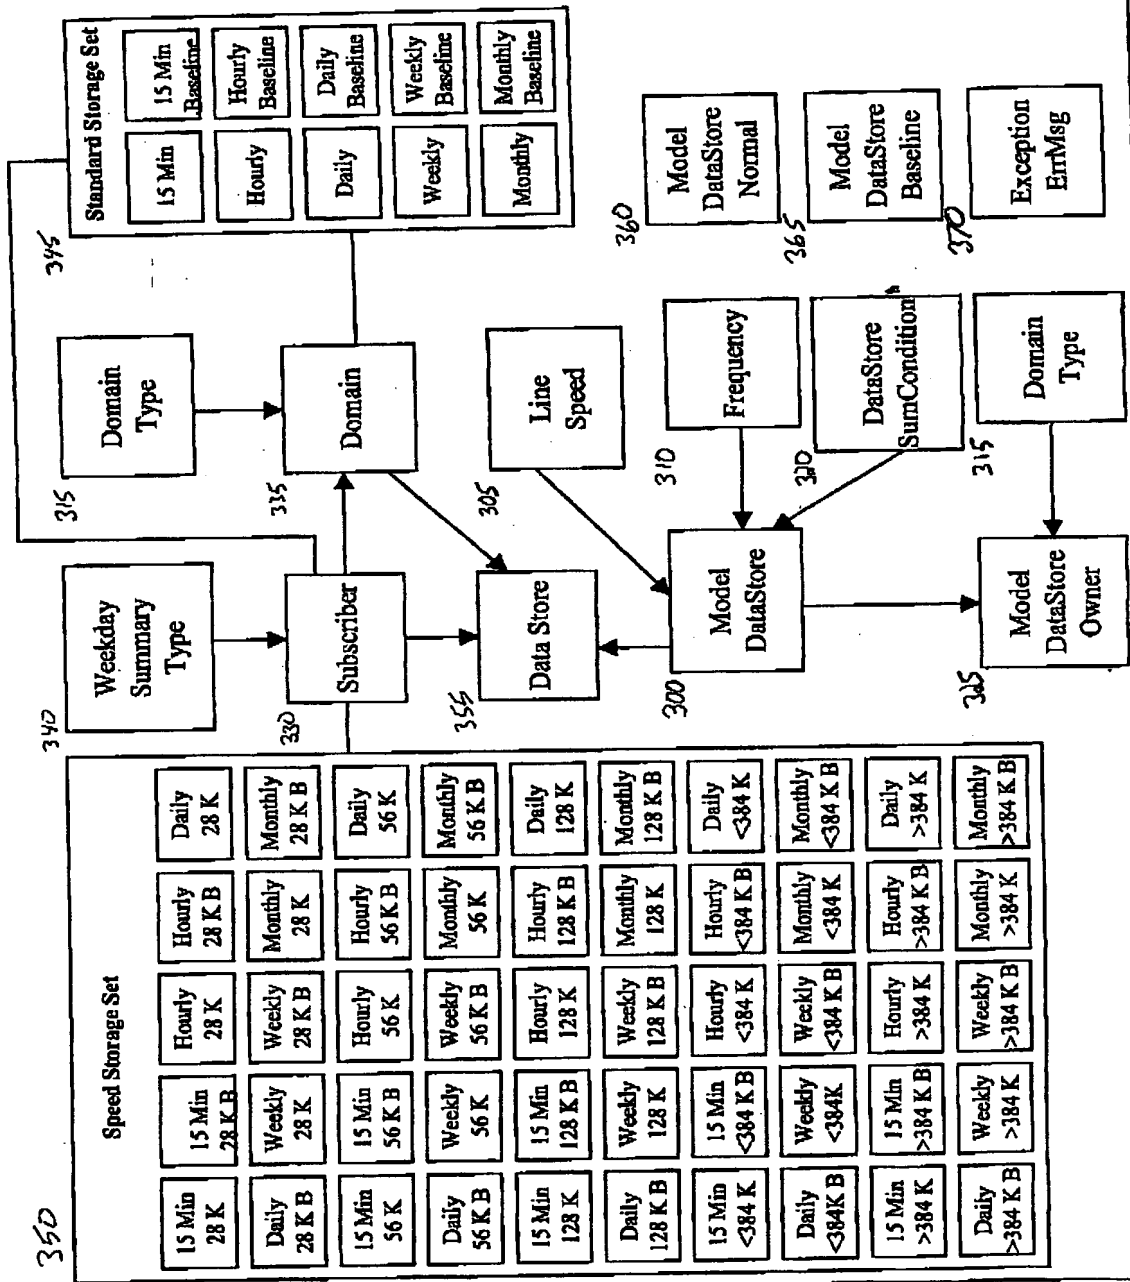 350
Speed Storage Set
15 Min
28 K
15 Min
28 K B
Hourly
28 K
Hourly
28 K B
Daily
28 K
Daily
28 K B
Weekly
28 K
Weekly
28 K B
Monthly
28 K
Monthly
28 K B
15 Min
56 K
15 Min
56 K B
Hourly
56 K
Hourly
56 K B
Daily
56 K
Daily
56 K B
Weekly
56 K
Weekly
56 K B
Monthly
56 K
Monthly
56 K B
15 Min
128 K
15 Min
128 K B
Hourly
128 K
Hourly
128 K B
Daily
128 K
Daily
128 K B
Weekly
128 K
Weekly
128 K B
Monthly
128 K
Monthly
128 K B
15 Min
<384 K
15 Min
<384 K B
Hourly
<384 K
Hourly
<384 K B
Daily
<384 K
Daily
<384K B
Weekly
<384K
Weekly
<384 K B
Monthly
<384 K
Monthly
<384 K B
15 Min
>384 K
15 Min
>384 K B
Hourly
>384 K
Hourly
>384 K B
Daily
>384 K
Daily
>384 K B
Weekly
>384 K
Weekly
>384 K B
Monthly
>384 K
Monthly
>384 K B
340
Weekday
Summary
Type
315
Domain
Type
330
Subscriber
335
Domain
355
Data Store
305
Line
Speed
300
Model
DataStore
310
Frequency
320
DataStore
SumCondition
325
Model
DataStore
Owner
315
Domain
Type
345
Standard Storage Set
15 Min
15 Min
Baseline
Hourly
Hourly
Baseline
Daily
Daily
Baseline
Weekly
Weekly
Baseline
Monthly
Monthly
Baseline
360
Model
DataStore
Normal
365
Model
DataStore
Baseline
370
Exception
ErrMsg